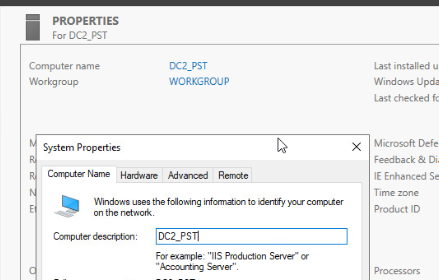 PROPERTIES
For DC2_PST
Computer name DC2_PST Last installed u
Workgroup WORKGROUP Windows Upda
Last checked fo
System Properties
Microsoft Defe
Computer Name Hardware Advanced Remote
Feedback & Dia
IE Enhanced Se
Windows uses the following information to identify your computer
on the network.
Time zone
Product ID
Computer description: DC2_PST
For example: "IIS Production Server" or
"Accounting Server".
Processors